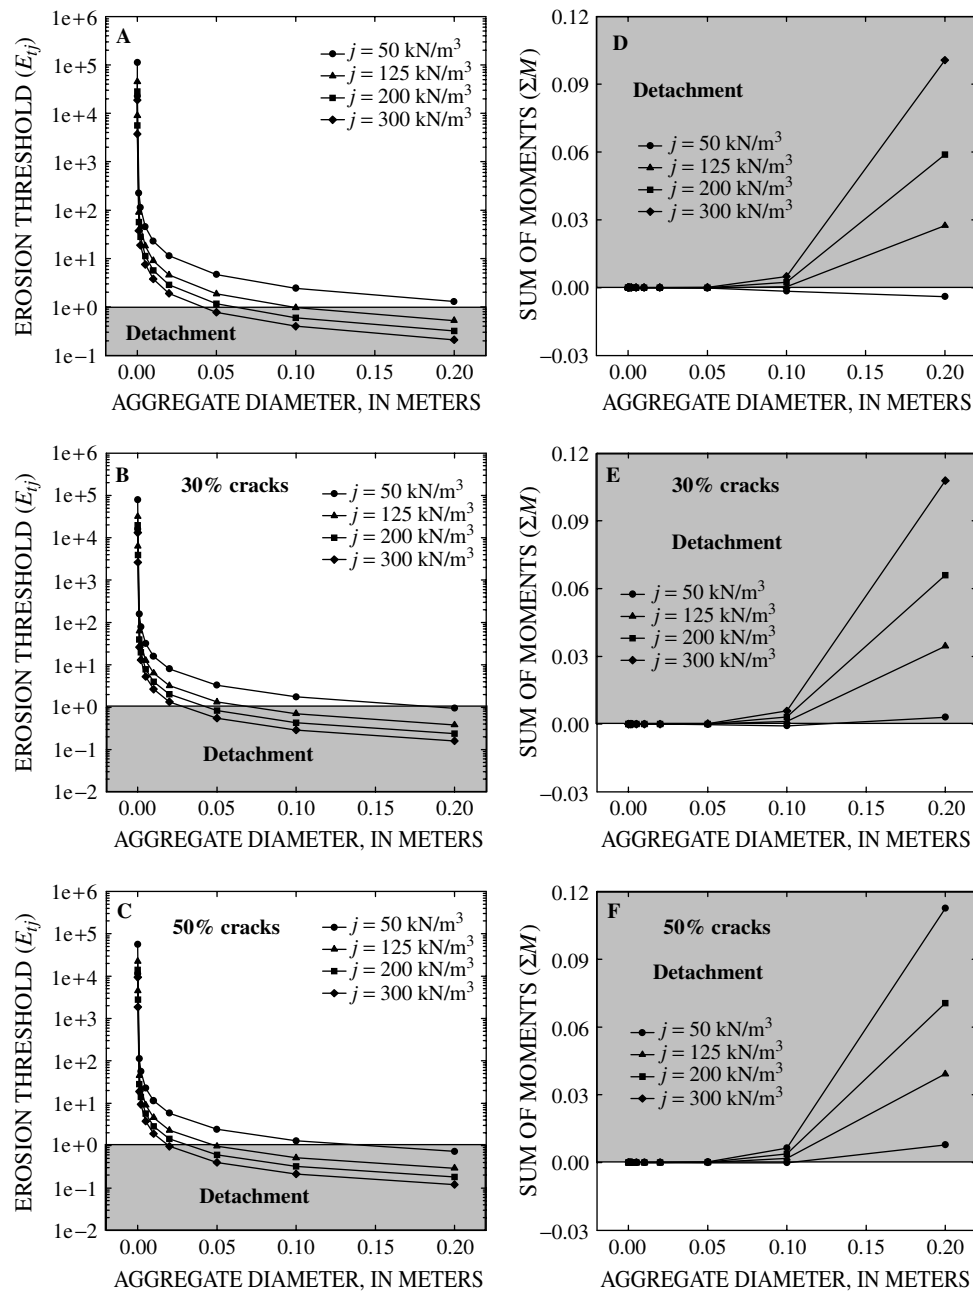 A
EROSION THRESHOLD (Etj)
1e+6
1e+5
1e+4
1e+3
1e+2
1e+1
1e+0
1e−1
j = 50 kN/m³
j = 125 kN/m³
j = 200 kN/m³
j = 300 kN/m³
Detachment
0.00 0.05 0.10 0.15 0.20
AGGREGATE DIAMETER, IN METERS
D
SUM OF MOMENTS (ΣM)
0.12
0.09
0.06
0.03
0.00
−0.03
Detachment
j = 50 kN/m³
j = 125 kN/m³
j = 200 kN/m³
j = 300 kN/m³
0.00 0.05 0.10 0.15 0.20
AGGREGATE DIAMETER, IN METERS
B
30% cracks
EROSION THRESHOLD (Etj)
1e+6
1e+5
1e+4
1e+3
1e+2
1e+1
1e+0
1e−1
1e−2
j = 50 kN/m³
j = 125 kN/m³
j = 200 kN/m³
j = 300 kN/m³
Detachment
0.00 0.05 0.10 0.15 0.20
AGGREGATE DIAMETER, IN METERS
E
30% cracks
SUM OF MOMENTS (ΣM)
0.12
0.09
0.06
0.03
0.00
−0.03
Detachment
j = 50 kN/m³
j = 125 kN/m³
j = 200 kN/m³
j = 300 kN/m³
0.00 0.05 0.10 0.15 0.20
AGGREGATE DIAMETER, IN METERS
C
50% cracks
EROSION THRESHOLD (Etj)
1e+6
1e+5
1e+4
1e+3
1e+2
1e+1
1e+0
1e−1
1e−2
j = 50 kN/m³
j = 125 kN/m³
j = 200 kN/m³
j = 300 kN/m³
Detachment
0.00 0.05 0.10 0.15 0.20
AGGREGATE DIAMETER, IN METERS
F
50% cracks
SUM OF MOMENTS (ΣM)
0.12
0.09
0.06
0.03
0.00
−0.03
Detachment
j = 50 kN/m³
j = 125 kN/m³
j = 200 kN/m³
j = 300 kN/m³
0.00 0.05 0.10 0.15 0.20
AGGREGATE DIAMETER, IN METERS